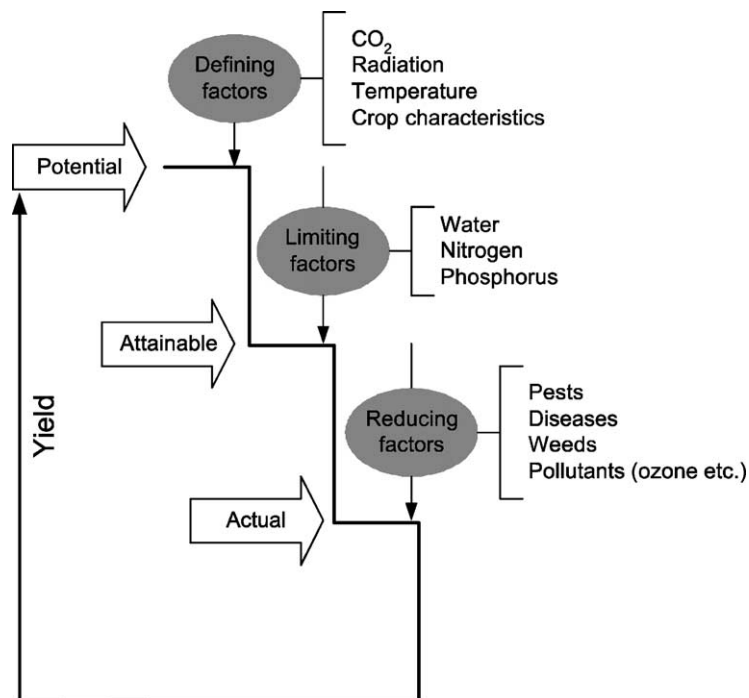 CO₂
Radiation
Temperature
Crop characteristics
Defining
factors
Potential
Water
Nitrogen
Phosphorus
Limiting
factors
Attainable
Pests
Diseases
Weeds
Pollutants (ozone etc.)
Reducing
factors
Actual
Yield